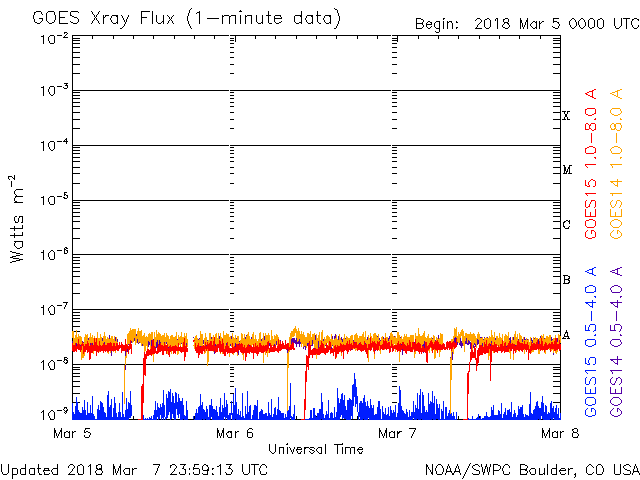 GOES Xray Flux (1-minute data)
Begin: 2018 Mar 5 0000 UTC
10⁻²
10⁻³
10⁻⁴
10⁻⁵
10⁻⁶
10⁻⁷
10⁻⁸
10⁻⁹
Watts m⁻²
X
M
C
B
A
GOES15 1.0-8.0 A
GOES14 1.0-8.0 A
GOES15 0.5-4.0 A
GOES14 0.5-4.0 A
Mar 5 Mar 6 Mar 7 Mar 8
Universal Time
Updated 2018 Mar 7 23:59:13 UTC
NOAA/SWPC Boulder, CO USA